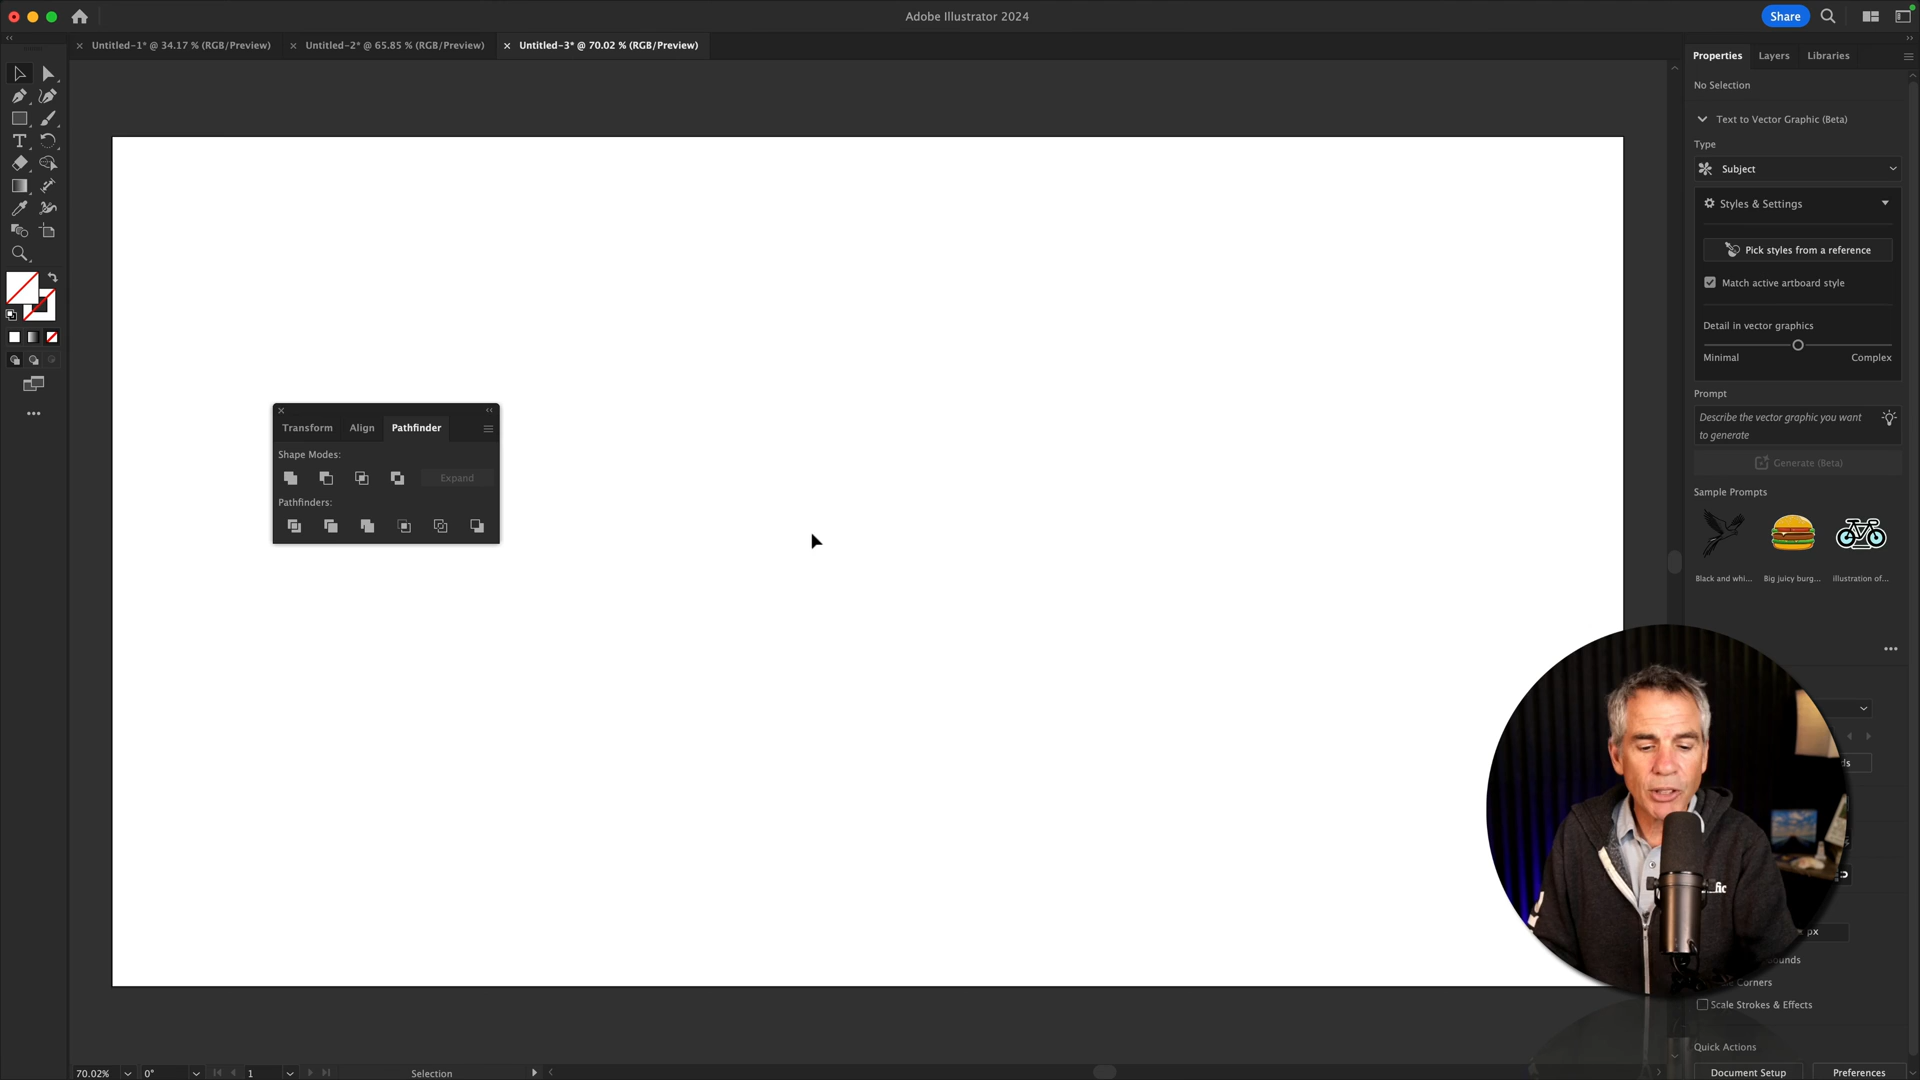 Adobe Illustrator 2024
Share
Untitled-1* @ 34.17 % (RGB/Preview)
Untitled-2* @ 65.85 % (RGB/Preview)
Untitled-3* @ 70.02 % (RGB/Preview)
Properties
Layers
Libraries
No Selection
Text to Vector Graphic (Beta)
Type
Subject
Styles & Settings
Pick styles from a reference
Match active artboard style
Detail in vector graphics
Minimal
Complex
Prompt
Describe the vector graphic you want
to generate
Generate (Beta)
Sample Prompts
Black and whi...
Big juicy burg...
illustration of...
Transform
Align
Pathfinder
Shape Modes:
Expand
Pathfinders:
px
Corners
Scale Strokes & Effects
Quick Actions
Document Setup
Preferences
70.02%
0°
1
Selection